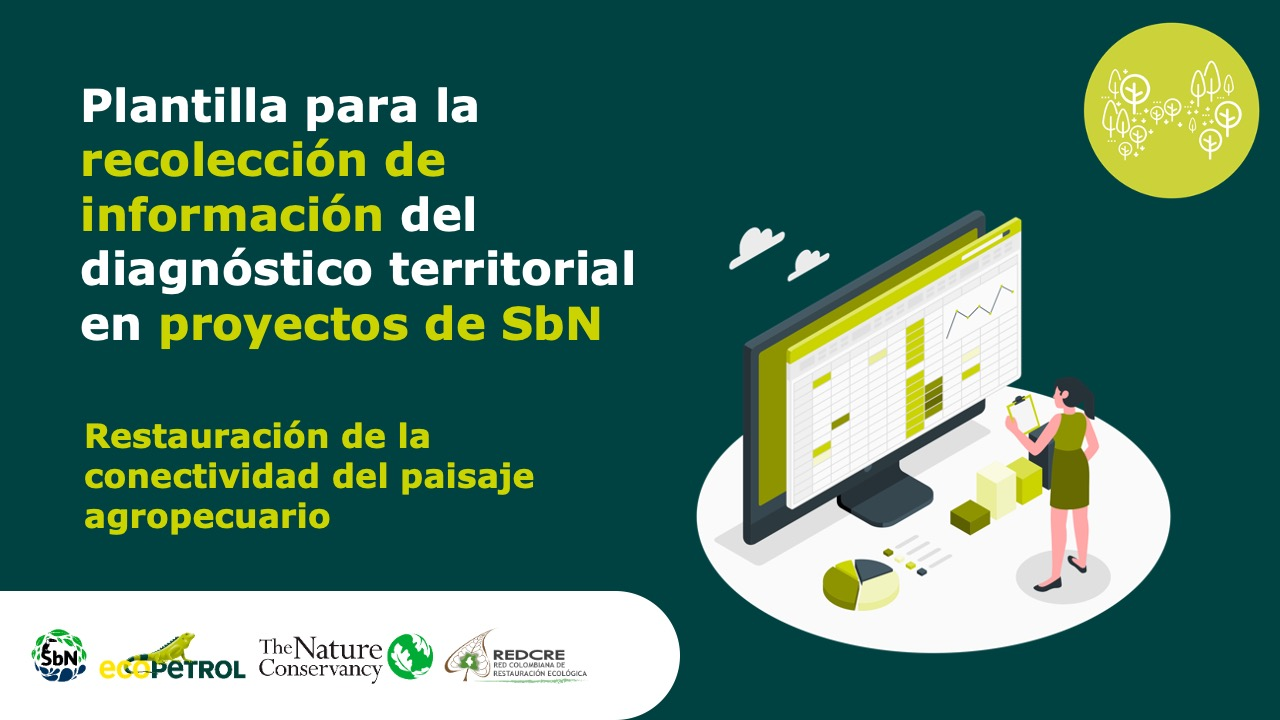 Plantilla para la
recolección de
información del
diagnóstico territorial
en proyectos de SbN
Restauración de la
conectividad del paisaje
agropecuario
SbN
ecopetrol
The Nature
Conservancy
REDCRE
RED COLOMBIANA DE
RESTAURACIÓN ECOLÓGICA